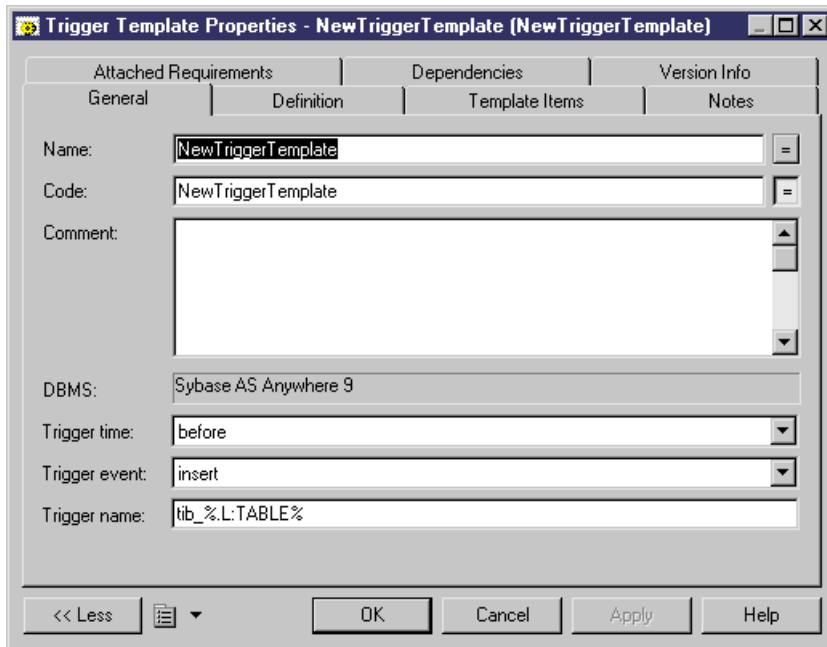 Trigger Template Properties - NewTriggerTemplate (NewTriggerTemplate)
Attached Requirements Dependencies Version Info
General Definition Template Items Notes
Name: NewTriggerTemplate =
Code: NewTriggerTemplate =
Comment:
DBMS: Sybase AS Anywhere 9
Trigger time: before
Trigger event: insert
Trigger name: tib_%.L:TABLE%
<< Less OK Cancel Apply Help